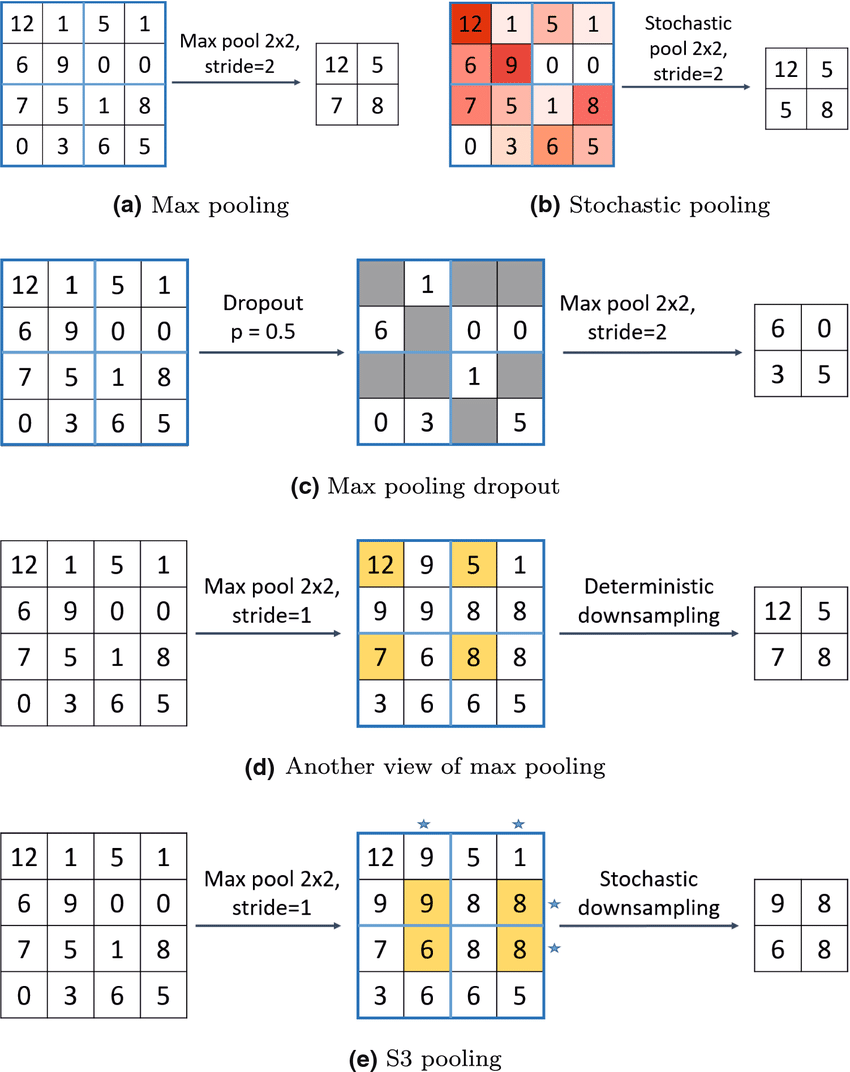 12 1 5 1
6 9 0 0
7 5 1 8
0 3 6 5
Max pool 2x2,
stride=2
12 5
7 8
(a) Max pooling
12 1 5 1
6 9 0 0
7 5 1 8
0 3 6 5
Stochastic
pool 2x2,
stride=2
12 5
5 8
(b) Stochastic pooling
12 1 5 1
6 9 0 0
7 5 1 8
0 3 6 5
Dropout
p = 0.5
1
6 0 0
1
0 3 5
Max pool 2x2,
stride=2
6 0
3 5
(c) Max pooling dropout
12 1 5 1
6 9 0 0
7 5 1 8
0 3 6 5
Max pool 2x2,
stride=1
12 9 5 1
9 9 8 8
7 6 8 8
3 6 6 5
Deterministic
downsampling
12 5
7 8
(d) Another view of max pooling
12 1 5 1
6 9 0 0
7 5 1 8
0 3 6 5
Max pool 2x2,
stride=1
12 9 5 1
9 9 8 8
7 6 8 8
3 6 6 5
Stochastic
downsampling
9 8
6 8
(e) S3 pooling